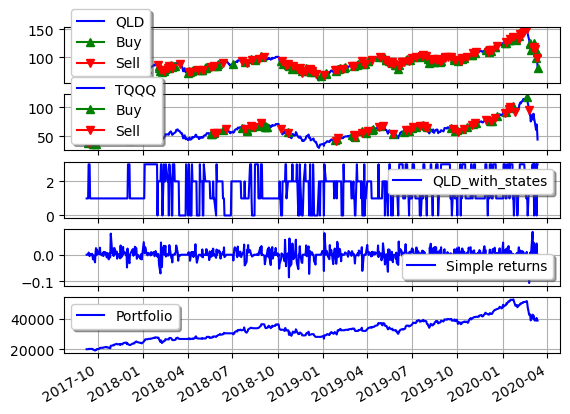 150
100
QLD
Buy
Sell
100
50
TQQQ
Buy
Sell
2
0
QLD_with_states
0.0
−0.1
Simple returns
40000
20000
Portfolio
2017-10 2018-01 2018-04 2018-07 2018-10 2019-01 2019-04 2019-07 2019-10 2020-01 2020-04